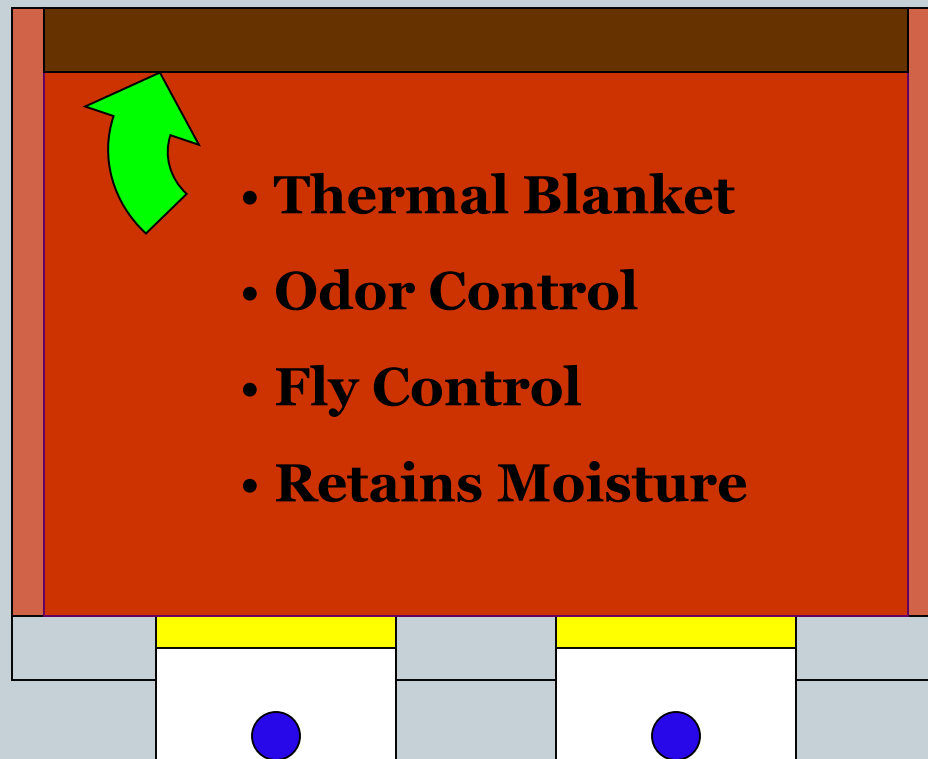 • Thermal Blanket
• Odor Control
• Fly Control
• Retains Moisture